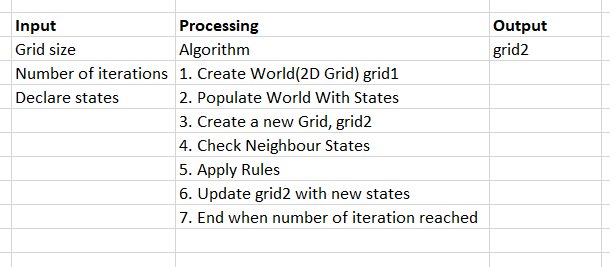 Input Processing Output
Grid size Algorithm grid2
Number of iterations 1. Create World(2D Grid) grid1
Declare states 2. Populate World With States
3. Create a new Grid, grid2
4. Check Neighbour States
5. Apply Rules
6. Update grid2 with new states
7. End when number of iteration reached